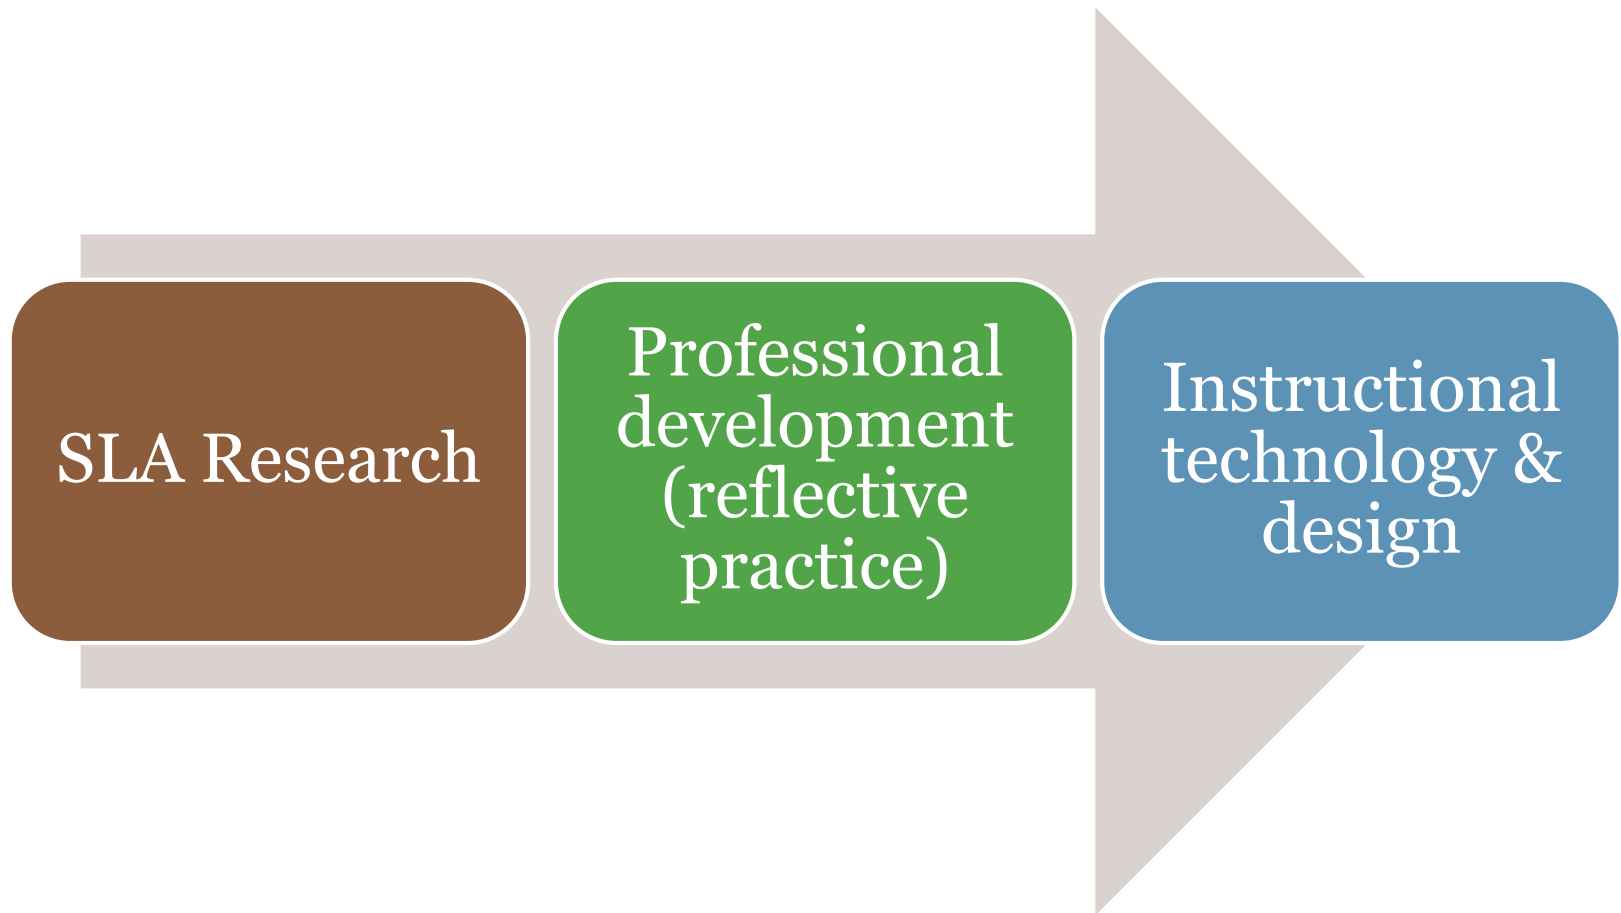 SLA Research
Professional
development
(reflective
practice)
Instructional
technology &
design